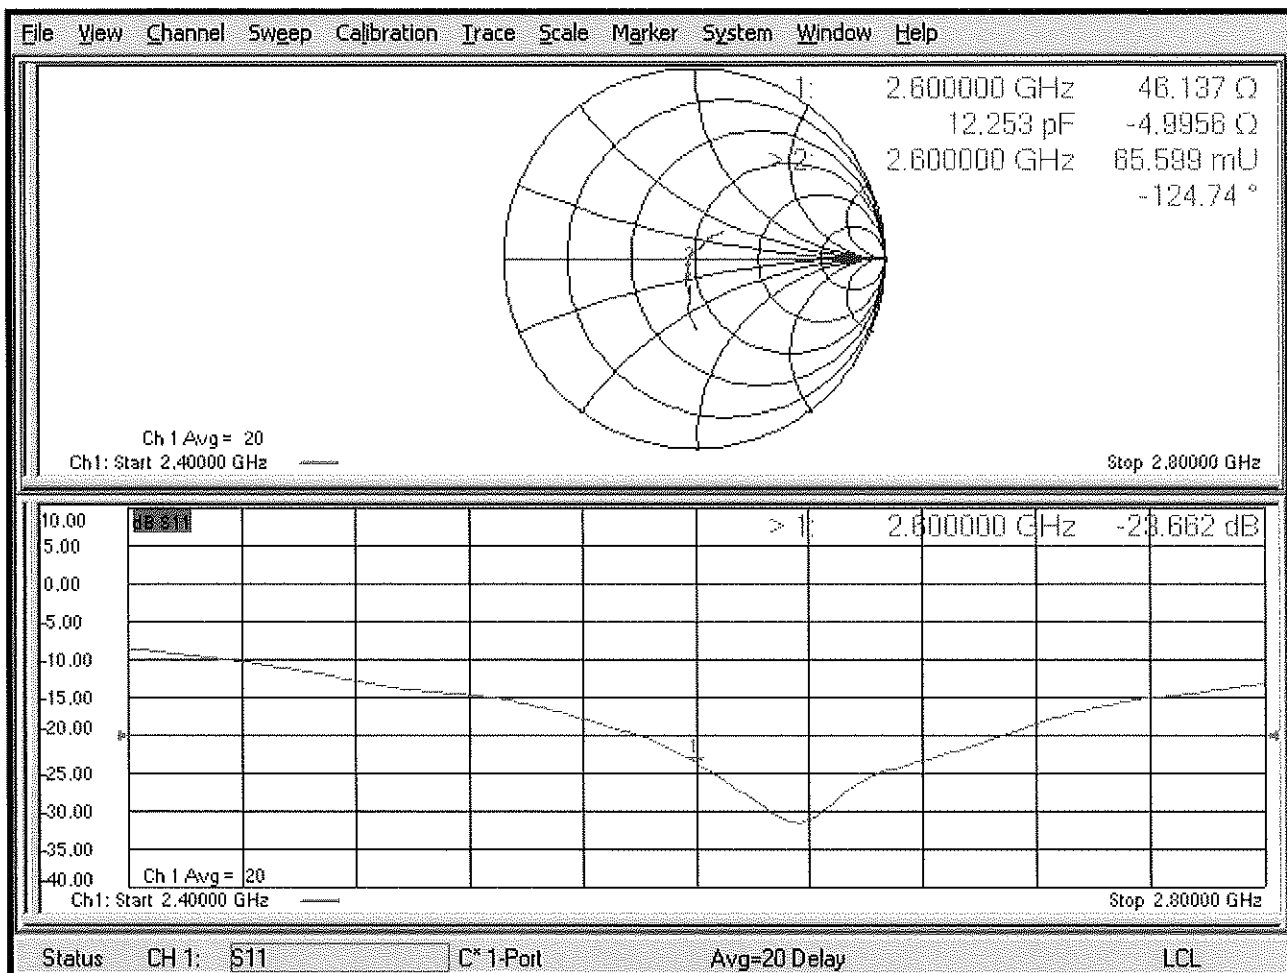 File View Channel Sweep Calibration Trace Scale Marker System Window Help
1: 2.600000 GHz 46.137 Ω
12.253 pF -4.9956 Ω
> 2: 2.600000 GHz 65.599 mU
-124.74 °
Ch 1 Avg = 20
Ch1: Start 2.40000 GHz
Stop 2.80000 GHz
10.00
dB S11
> 1: 2.600000 GHz -23.662 dB
5.00
0.00
-5.00
-10.00
-15.00
-20.00
1
-25.00
-30.00
-35.00
-40.00
Ch 1 Avg = 20
Ch1: Start 2.40000 GHz
Stop 2.80000 GHz
Status CH 1: S11 C* 1-Port Avg=20 Delay LCL